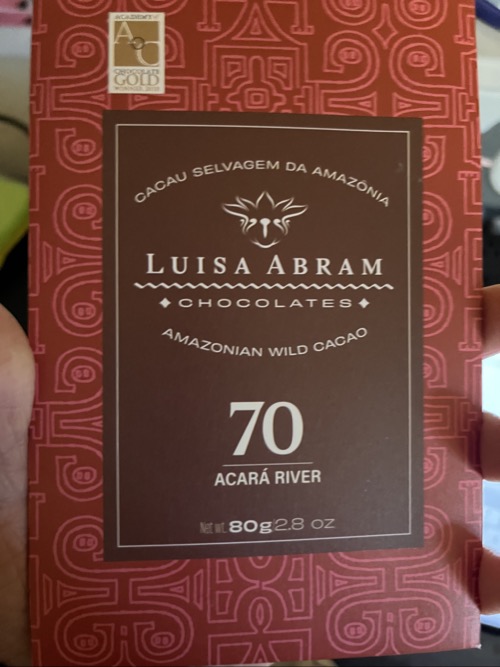 ACADEMY OF
A
C
CHOCOLATE
GOLD
CACAU SELVAGEM DA AMAZÔNIA
LUISA ABRAM
CHOCOLATES
AMAZONIAN WILD CACAO
70
ACARÁ RIVER
Net wt. 80g 2.8 oz